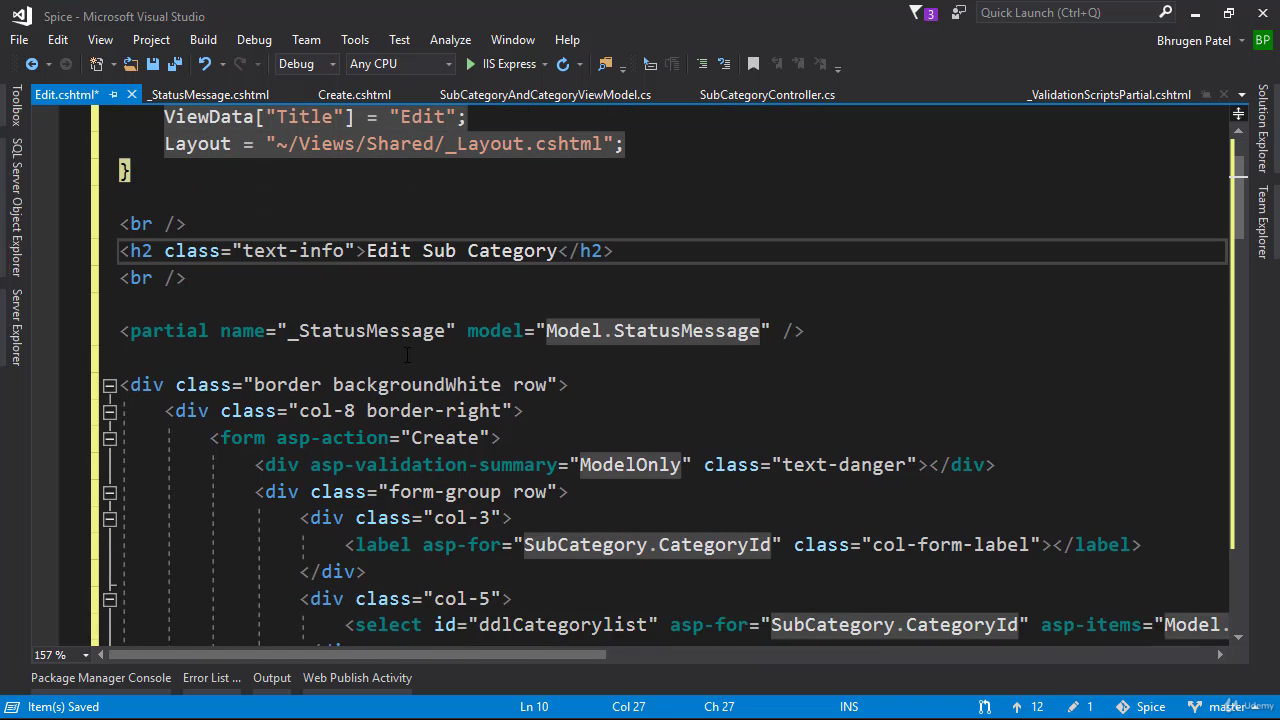 Spice - Microsoft Visual Studio
3
Quick Launch (Ctrl+Q)
File Edit View Project Build Debug Team Tools Test Analyze Window Help
Bhrugen Patel BP
Debug Any CPU IIS Express
Edit.cshtml* _StatusMessage.cshtml Create.cshtml SubCategoryAndCategoryViewModel.cs SubCategoryController.cs _ValidationScriptsPartial.cshtml
Toolbox
SQL Server Object Explorer
Server Explorer
Solution Explorer
Team Explorer
ViewData["Title"] = "Edit";
Layout = "~/Views/Shared/_Layout.cshtml";
}
<br />
<h2 class="text-info">Edit Sub Category</h2>
<br />
<partial name="_StatusMessage" model="Model.StatusMessage" />
<div class="border backgroundWhite row">
<div class="col-8 border-right">
<form asp-action="Create">
<div asp-validation-summary="ModelOnly" class="text-danger"></div>
<div class="form-group row">
<div class="col-3">
<label asp-for="SubCategory.CategoryId" class="col-form-label"></label>
</div>
<div class="col-5">
<select id="ddlCategorylist" asp-for="SubCategory.CategoryId" asp-items="Model.
157 %
Package Manager Console Error List ... Output Web Publish Activity
Item(s) Saved Ln 10 Col 27 Ch 27 INS 12 1 Spice master
Udemy